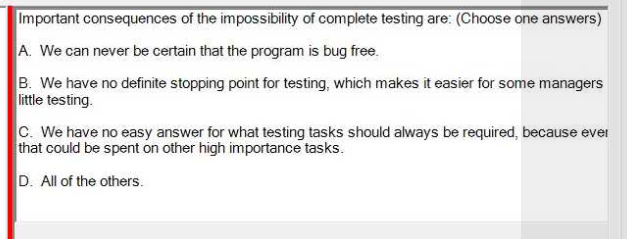 Important consequences of the impossibility of complete testing are: (Choose one answers)
A. We can never be certain that the program is bug free.
B. We have no definite stopping point for testing, which makes it easier for some managers
little testing.
C. We have no easy answer for what testing tasks should always be required, because ever
that could be spent on other high importance tasks.
D. All of the others.